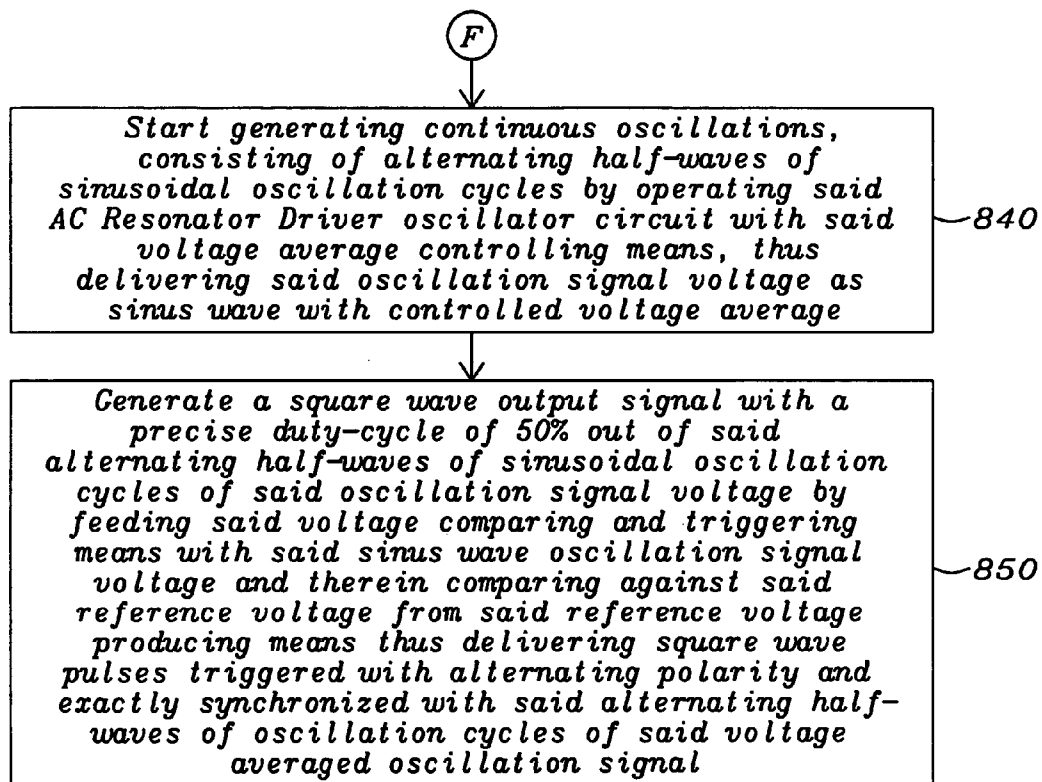 F
Start generating continuous oscillations,
consisting of alternating half-waves of
sinusoidal oscillation cycles by operating said
AC Resonator Driver oscillator circuit with said
voltage average controlling means, thus
delivering said oscillation signal voltage as
sinus wave with controlled voltage average
840
Generate a square wave output signal with a
precise duty-cycle of 50% out of said
alternating half-waves of sinusoidal oscillation
cycles of said oscillation signal voltage by
feeding said voltage comparing and triggering
means with said sinus wave oscillation signal
voltage and therein comparing against said
reference voltage from said reference voltage
producing means thus delivering square wave
pulses triggered with alternating polarity and
exactly synchronized with said alternating half-
waves of oscillation cycles of said voltage
averaged oscillation signal
850